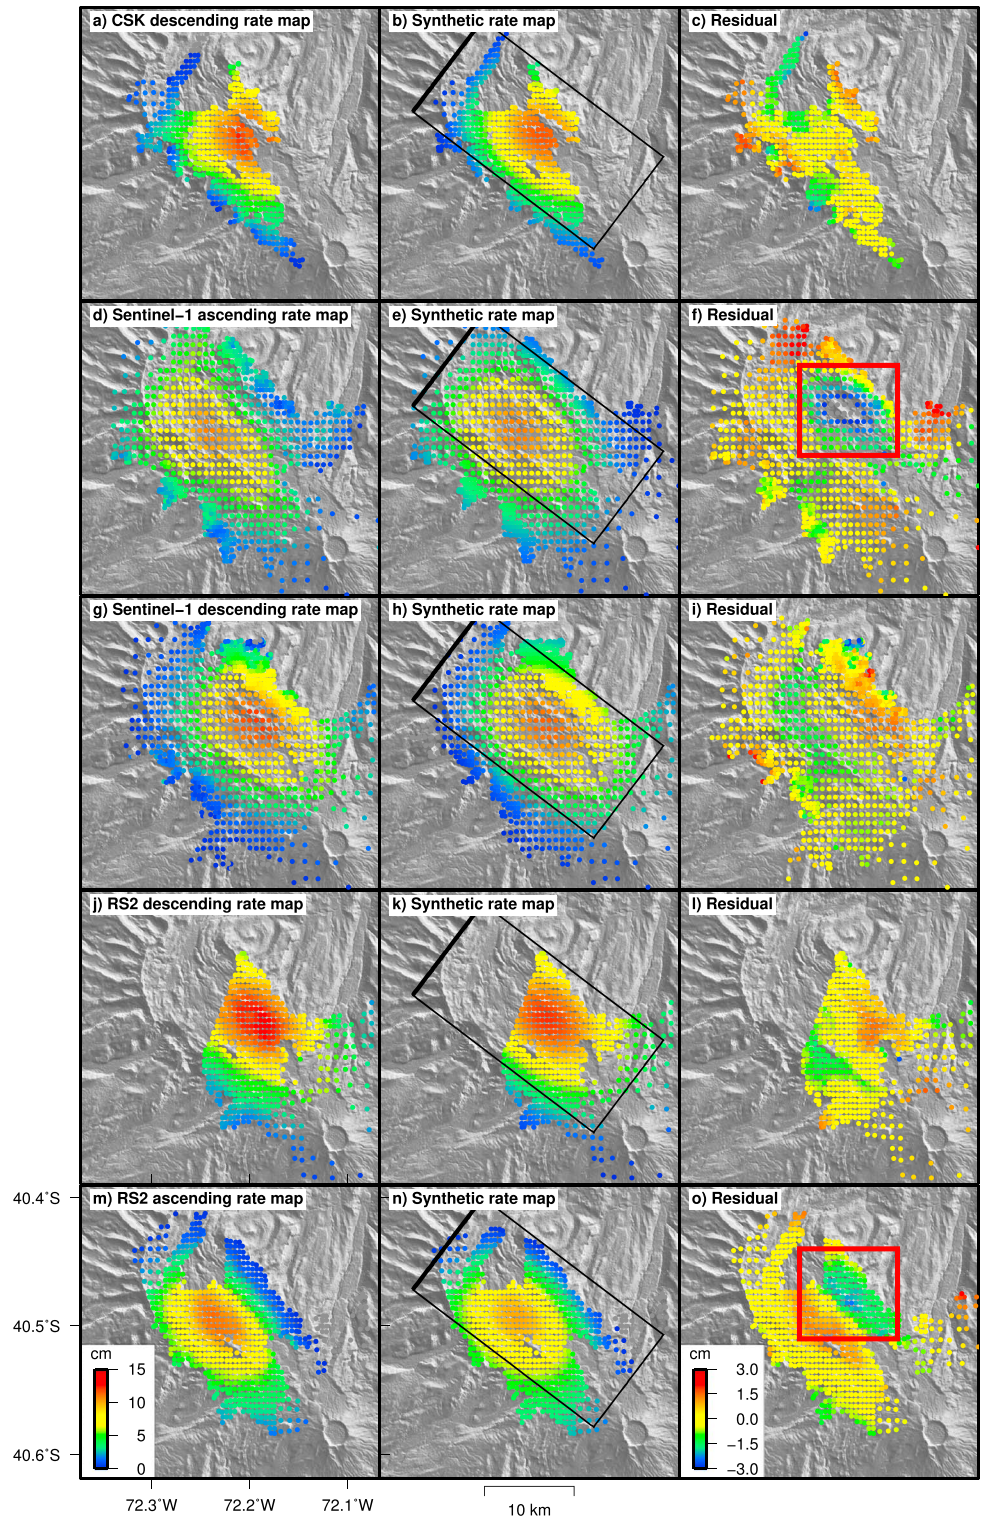 a) CSK descending rate map
b) Synthetic rate map
c) Residual
d) Sentinel−1 ascending rate map
e) Synthetic rate map
f) Residual
g) Sentinel−1 descending rate map
h) Synthetic rate map
i) Residual
j) RS2 descending rate map
k) Synthetic rate map
l) Residual
40.4˚S
m) RS2 ascending rate map
n) Synthetic rate map
o) Residual
40.5˚S
cm
15
10
5
0
cm
3.0
1.5
0.0
−1.5
−3.0
40.6˚S
72.3˚W
72.2˚W
72.1˚W
10 km